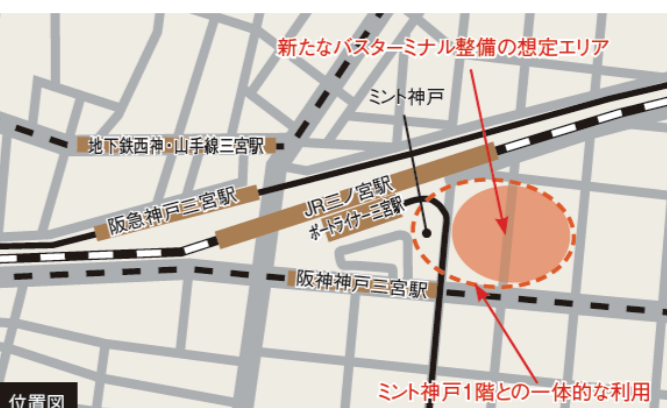 新たなバスターミナル整備の想定エリア
ミント神戸
地下鉄西神・山手線三宮駅
阪急神戸三宮駅
JR三ノ宮駅
ポートライナー三宮駅
阪神神戸三宮駅
ミント神戸1階との一体的な利用
位置図